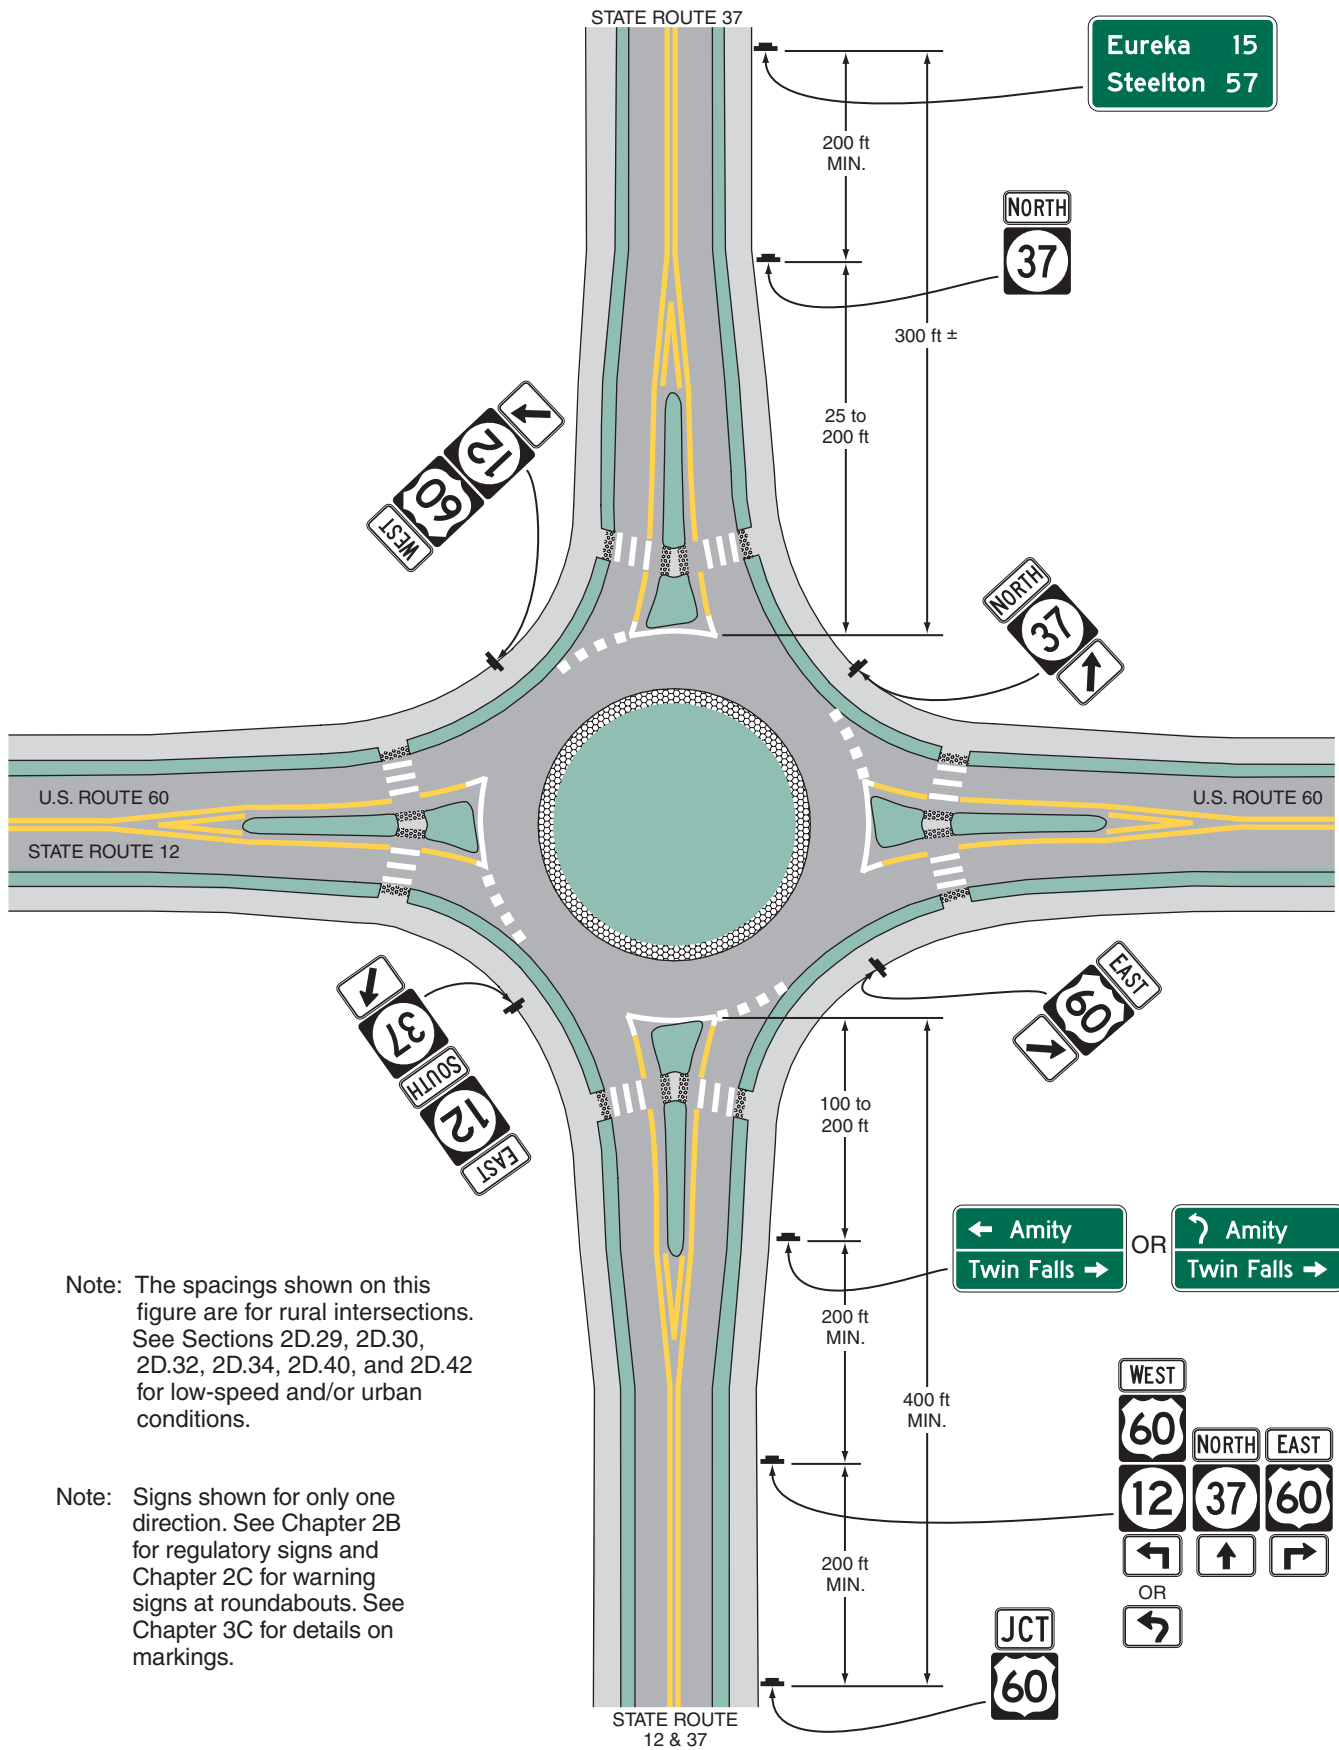 STATE ROUTE 37
Eureka 15
Steelton 57
200 ft
MIN.
NORTH
37
300 ft ±
25 to
200 ft
12
60
WEST
NORTH
37
U.S. ROUTE 60
STATE ROUTE 12
U.S. ROUTE 60
37
SOUTH
12
EAST
EAST
60
100 to
200 ft
← Amity
Twin Falls →
OR
Amity
Twin Falls →
200 ft
MIN.
400 ft
MIN.
WEST
60
12
NORTH
37
EAST
60
OR
200 ft
MIN.
JCT
60
STATE ROUTE
12 & 37
Note: The spacings shown on this
figure are for rural intersections.
See Sections 2D.29, 2D.30,
2D.32, 2D.34, 2D.40, and 2D.42
for low-speed and/or urban
conditions.
Note: Signs shown for only one
direction. See Chapter 2B
for regulatory signs and
Chapter 2C for warning
signs at roundabouts. See
Chapter 3C for details on
markings.